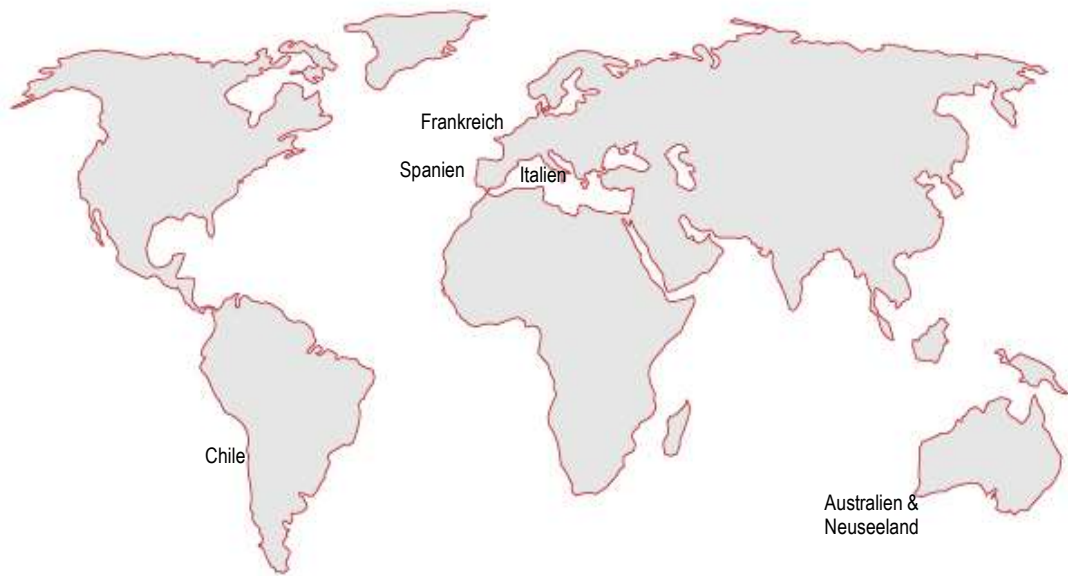 Frankreich
Spanien
Italien
Chile
Australien &
Neuseeland